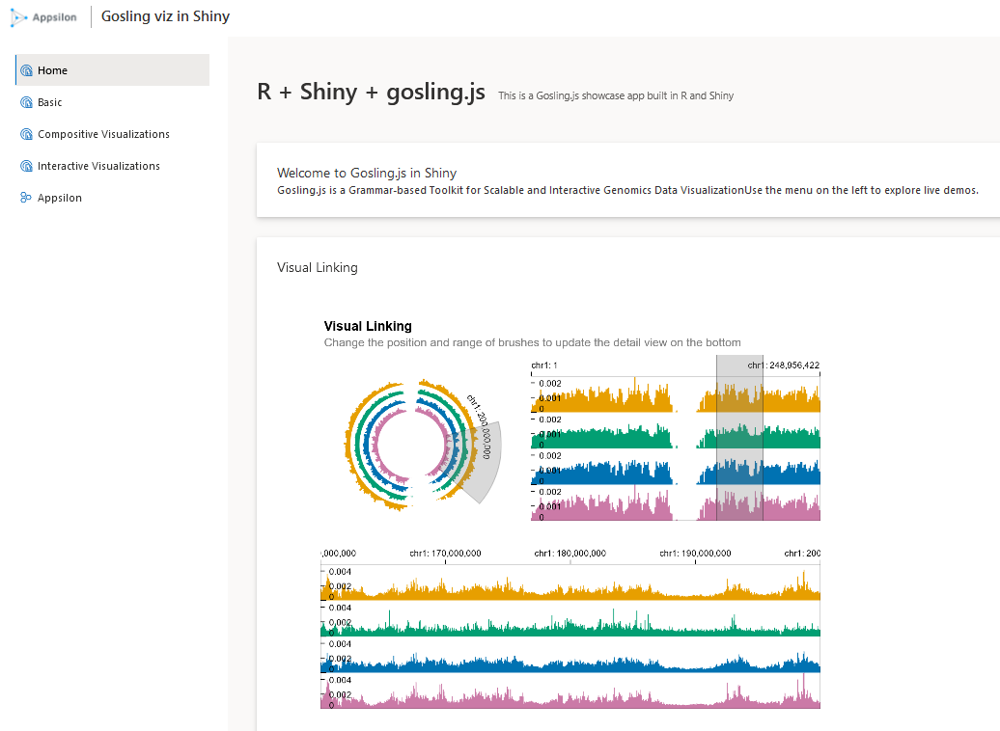 Appsilon
Gosling viz in Shiny
Home
Basic
Compositive Visualizations
Interactive Visualizations
Appsilon
R + Shiny + gosling.js This is a Gosling.js showcase app built in R and Shiny
Welcome to Gosling.js in Shiny
Gosling.js is a Grammar-based Toolkit for Scalable and Interactive Genomics Data VisualizationUse the menu on the left to explore live demos.
Visual Linking
Visual Linking
Change the position and range of brushes to update the detail view on the bottom
chr1: 200,000,000
chr1: 1 chr1: 248,956,422
0.002
0.001
0
0.002
0.001
0
0.002
0.001
0
0.002
0.001
0
,000,000 chr1: 170,000,000 chr1: 180,000,000 chr1: 190,000,000 chr1: 200
0.004
0.002
0
0.004
0.002
0
0.004
0.002
0
0.004
0.002
0